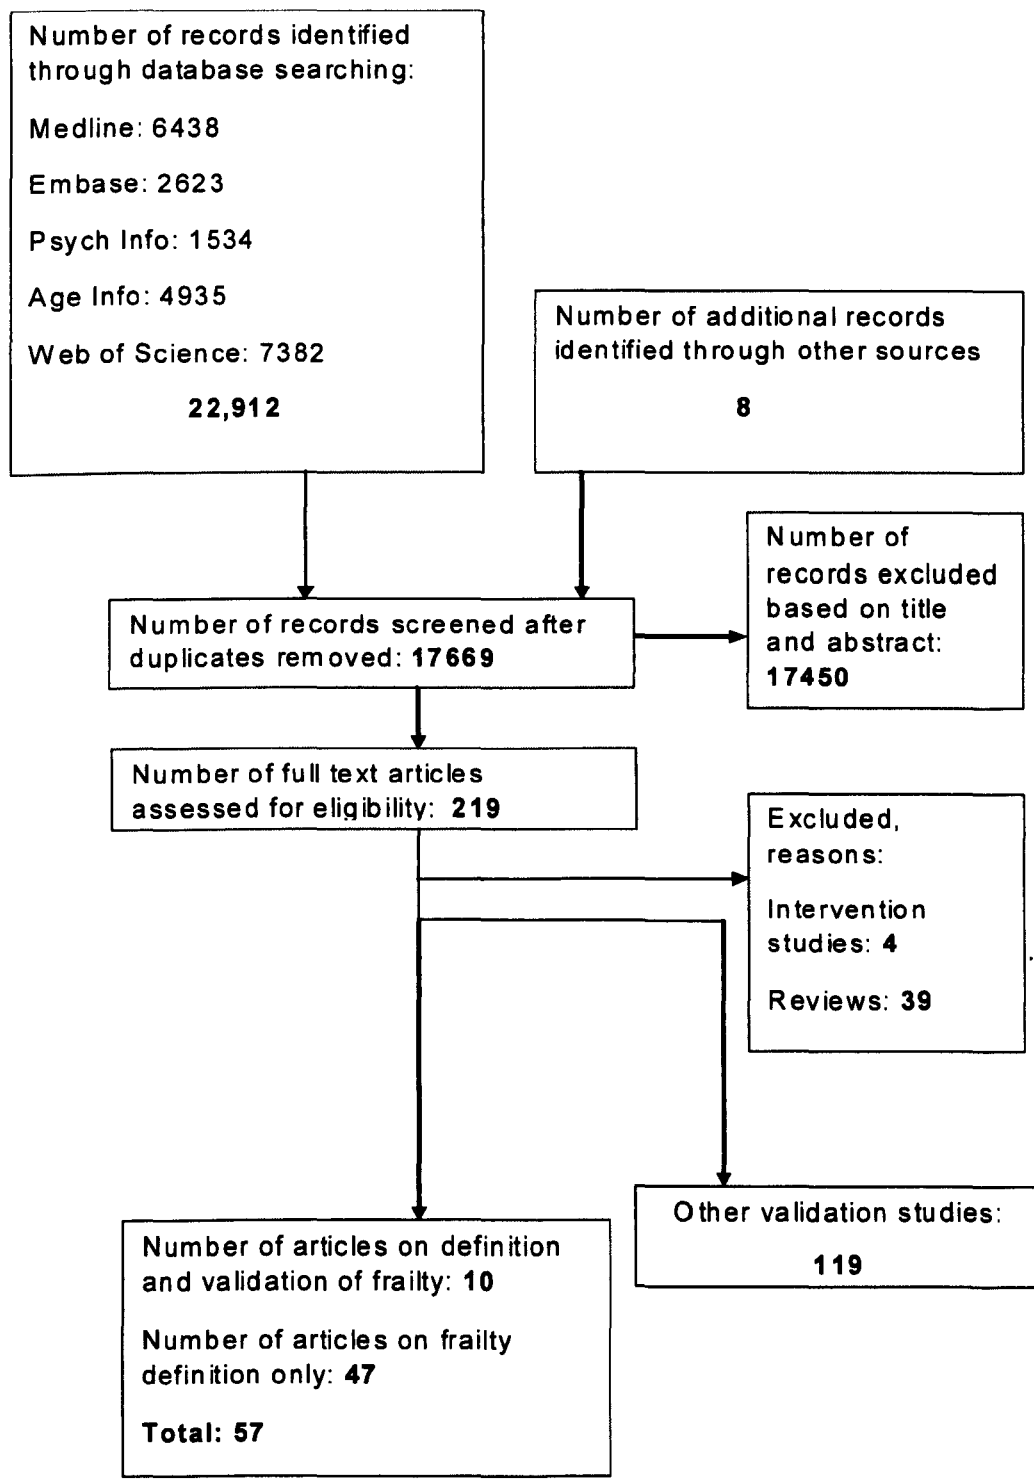 Number of records identified
through database searching:
Medline: 6438
Embase: 2623
Psych Info: 1534
Age Info: 4935
Web of Science: 7382
22,912
Number of additional records
identified through other sources
8
Number of records screened after
duplicates removed: 17669
Number of
records excluded
based on title
and abstract:
17450
Number of full text articles
assessed for eligibility: 219
Excluded,
reasons:
Intervention
studies: 4
Reviews: 39
Other validation studies:
119
Number of articles on definition
and validation of frailty: 10
Number of articles on frailty
definition only: 47
Total: 57